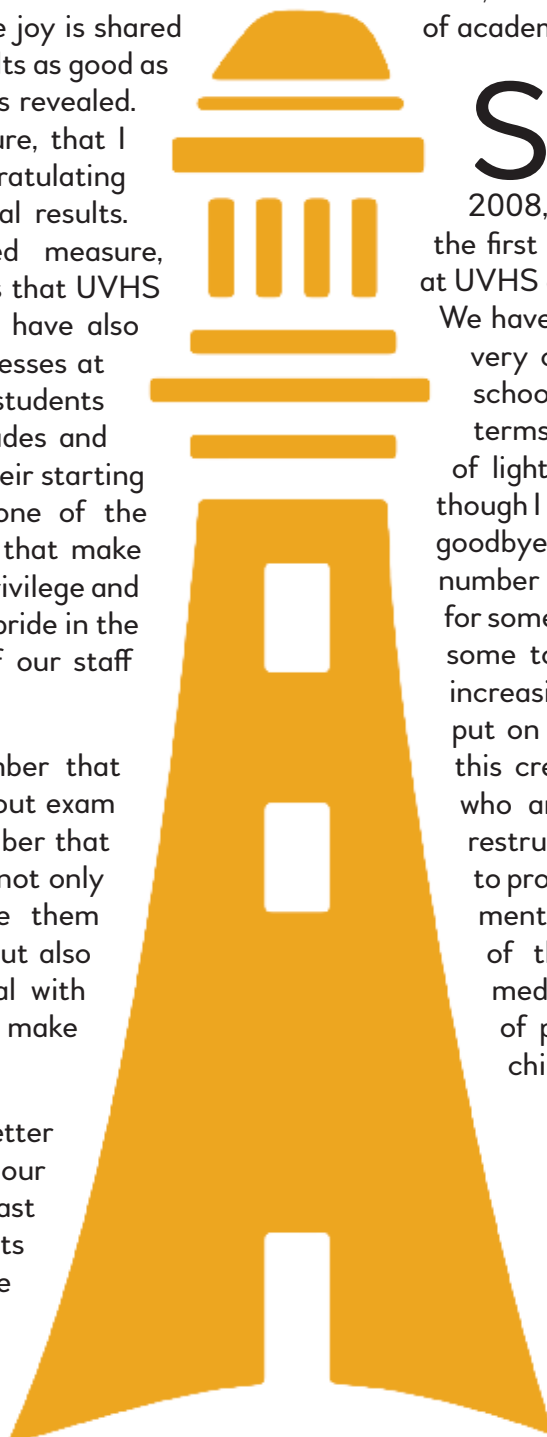 e joy is shared
lts as good as
s revealed.
ure, that I
ratulating
al results.
ed measure,
s that UVHS
have also
esses at
students
des and
eir starting
one of the
that make
rivilege and
pride in the
f our staff
ber that
out exam
ber that
not only
e them
ut also
al with
make
etter
our
ast
ts
e
of academ
S
2008,
the first
at UVHS
We have
very
school
terms
of light
though I
goodbye
number
for some
some to
increasi
put on
this cre
who ar
restru
to pro
ment
of th
med
of p
chi